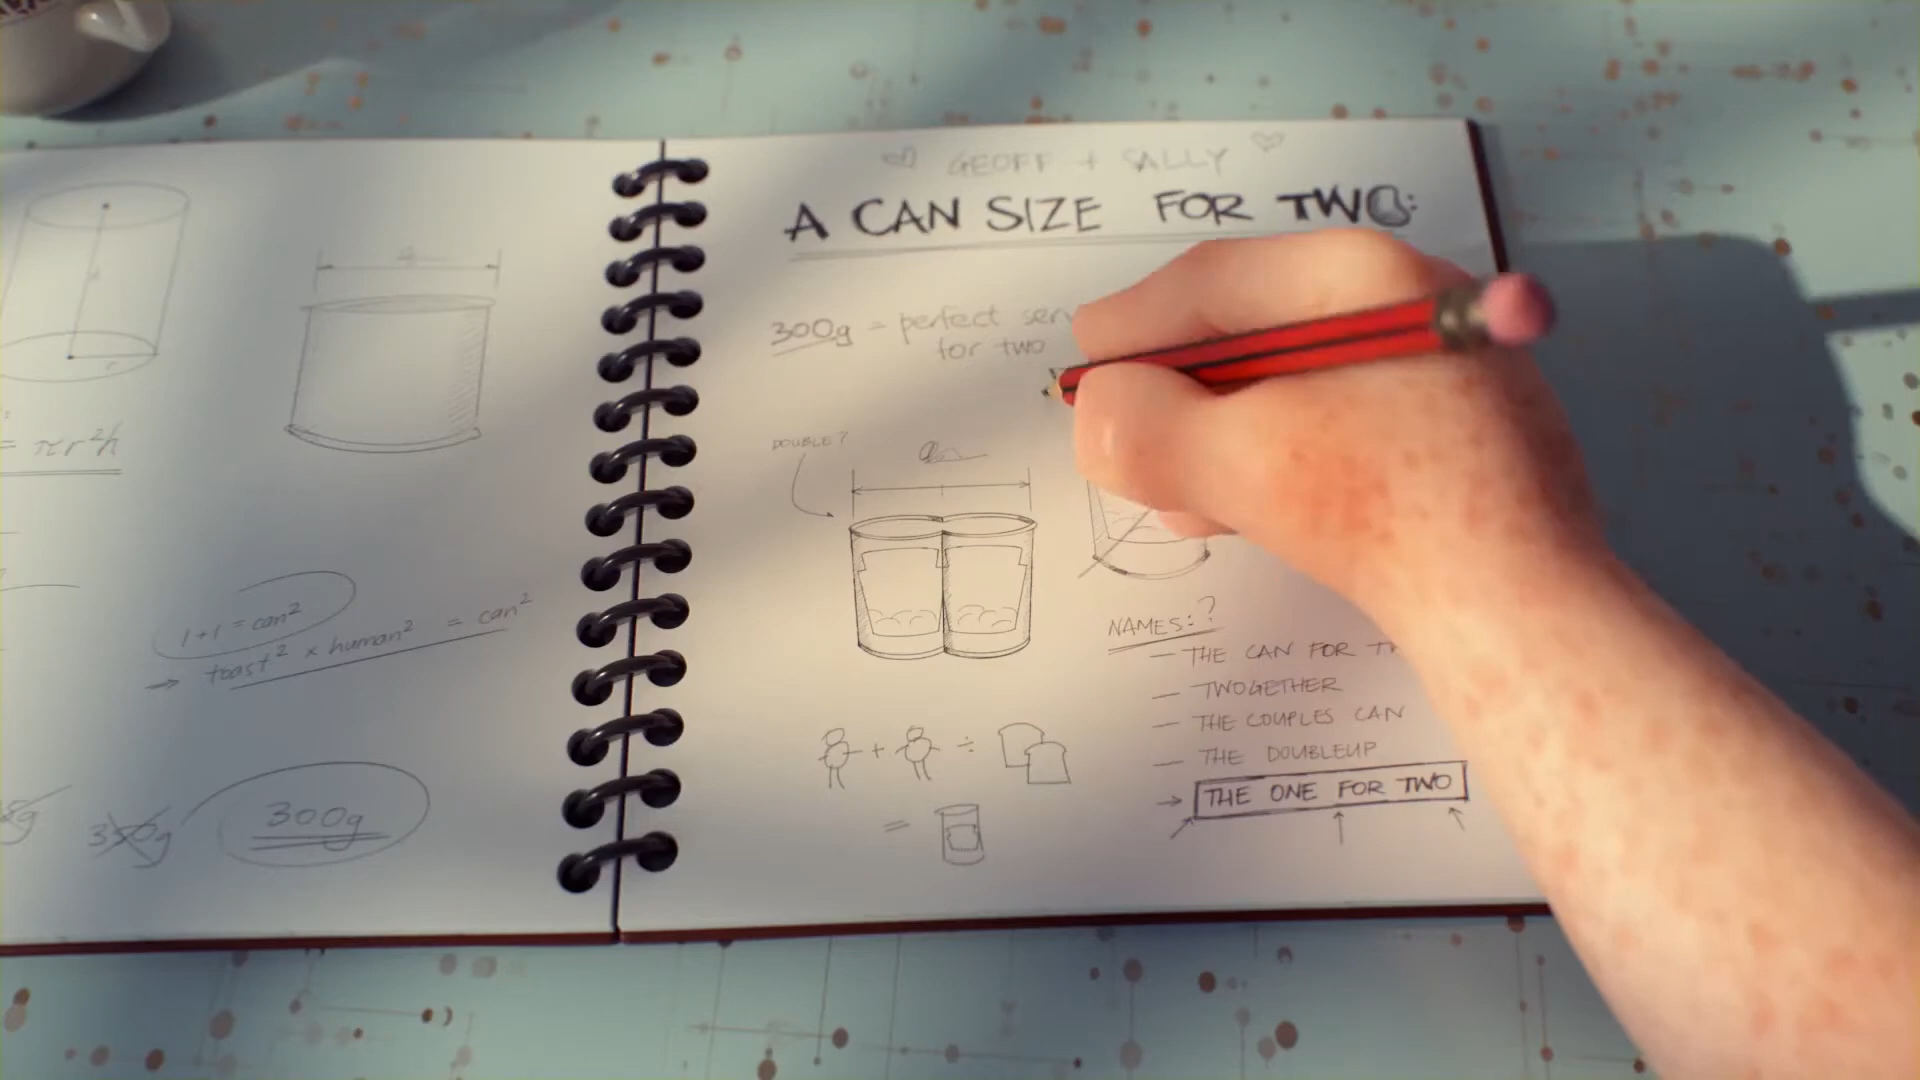 = πr²h
1 + 1 = can²
toast² × human² = can²
350g
300g
GEOFF + SALLY
A CAN SIZE FOR TWO:
300g = perfect
for two
DOUBLE?
NAMES: ?
— THE CAN FOR
— TWOGETHER
— THE COUPLES CAN
— THE DOUBLEUP
THE ONE FOR TWO